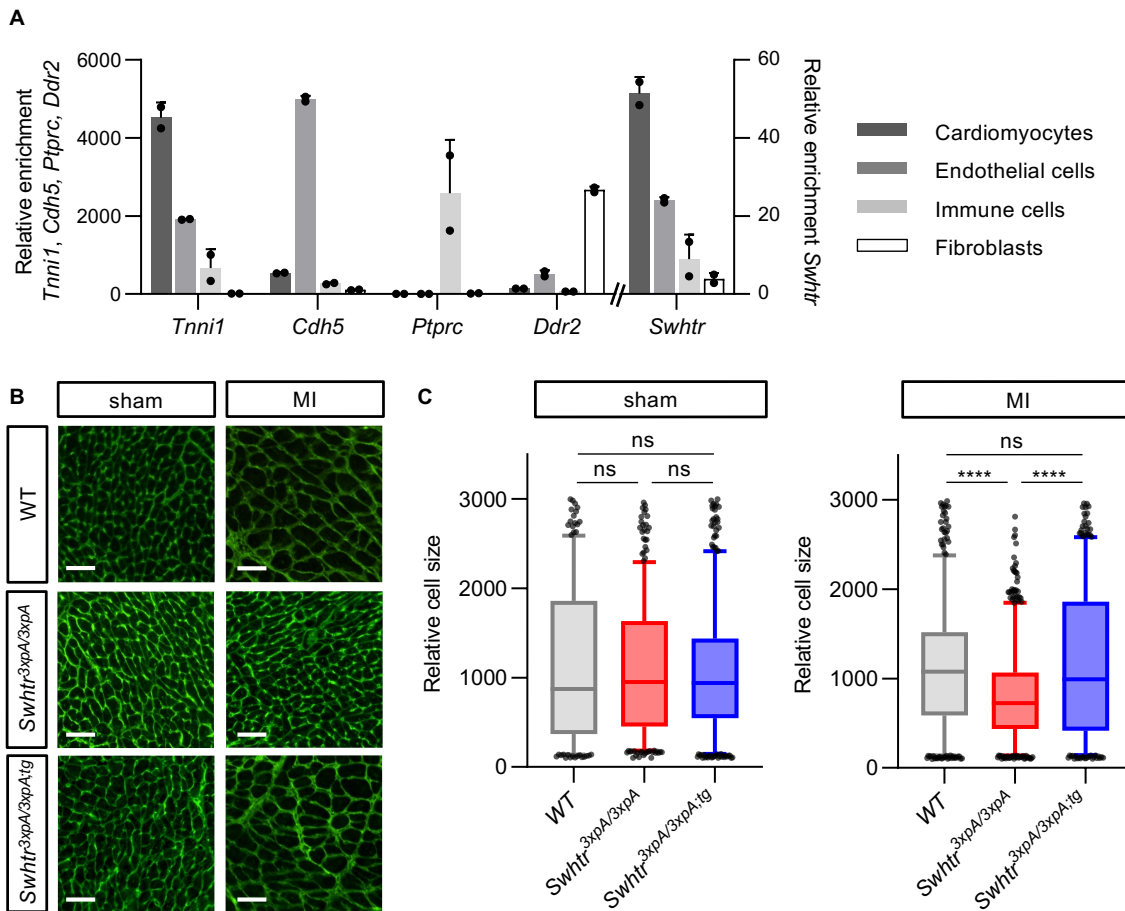 A
Relative enrichment
Tnni1, Cdh5, Ptprc, Ddr2
6000
4000
2000
0
60
40
20
0
Relative enrichment Swhtr
Tnni1
Cdh5
Ptprc
Ddr2
Swhtr
Cardiomyocytes
Endothelial cells
Immune cells
Fibroblasts
B
sham
MI
WT
Swhtr3xpA/3xpA
Swhtr3xpA/3xpA;tg
C
sham
ns
ns
ns
Relative cell size
3000
2000
1000
0
WT
Swhtr3xpA/3xpA
Swhtr3xpA/3xpA;tg
MI
ns
****
****
Relative cell size
3000
2000
1000
0
WT
Swhtr3xpA/3xpA
Swhtr3xpA/3xpA;tg